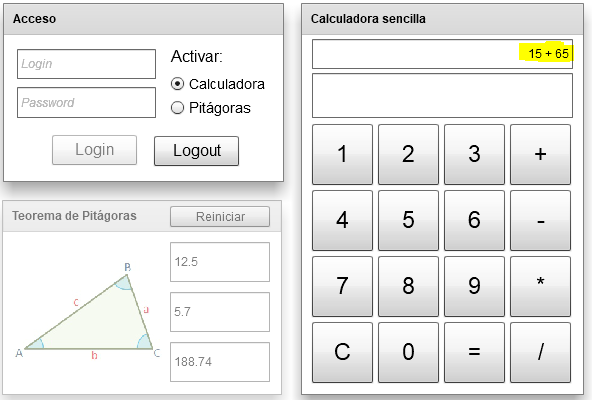 Acceso
Login
Password
Activar:
Calculadora
Pitágoras
Login
Logout
Teorema de Pitágoras
Reiniciar
B
c
a
A
b
C
12.5
5.7
188.74
Calculadora sencilla
15 + 65
1 2 3 +
4 5 6 -
7 8 9 *
C 0 = /